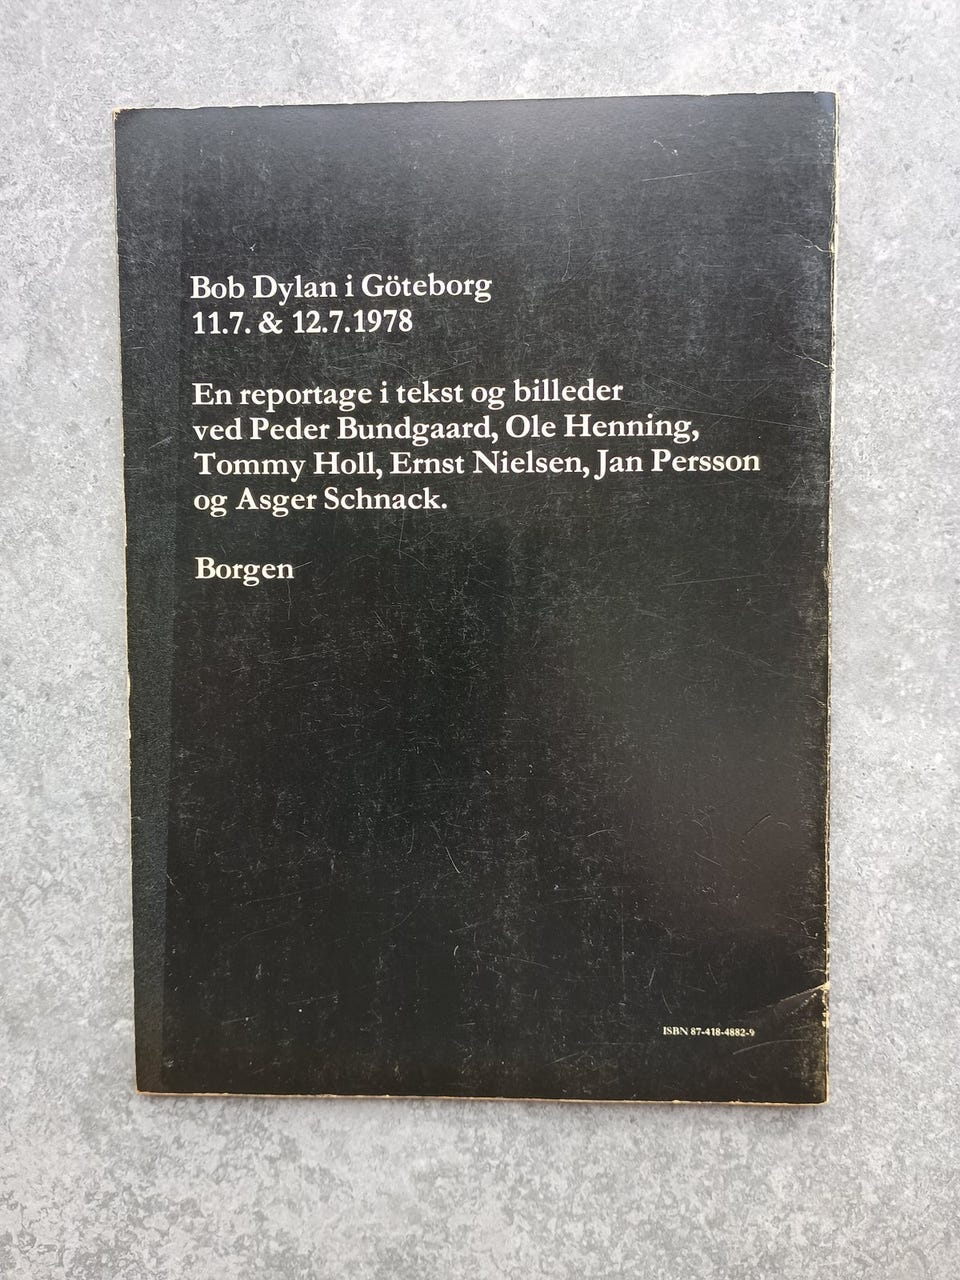 Bob Dylan i Göteborg
11.7. & 12.7.1978
En reportage i tekst og billeder
ved Peder Bundgaard, Ole Henning,
Tommy Holl, Ernst Nielsen, Jan Persson
og Asger Schnack.
Borgen
ISBN 87-418-4882-9